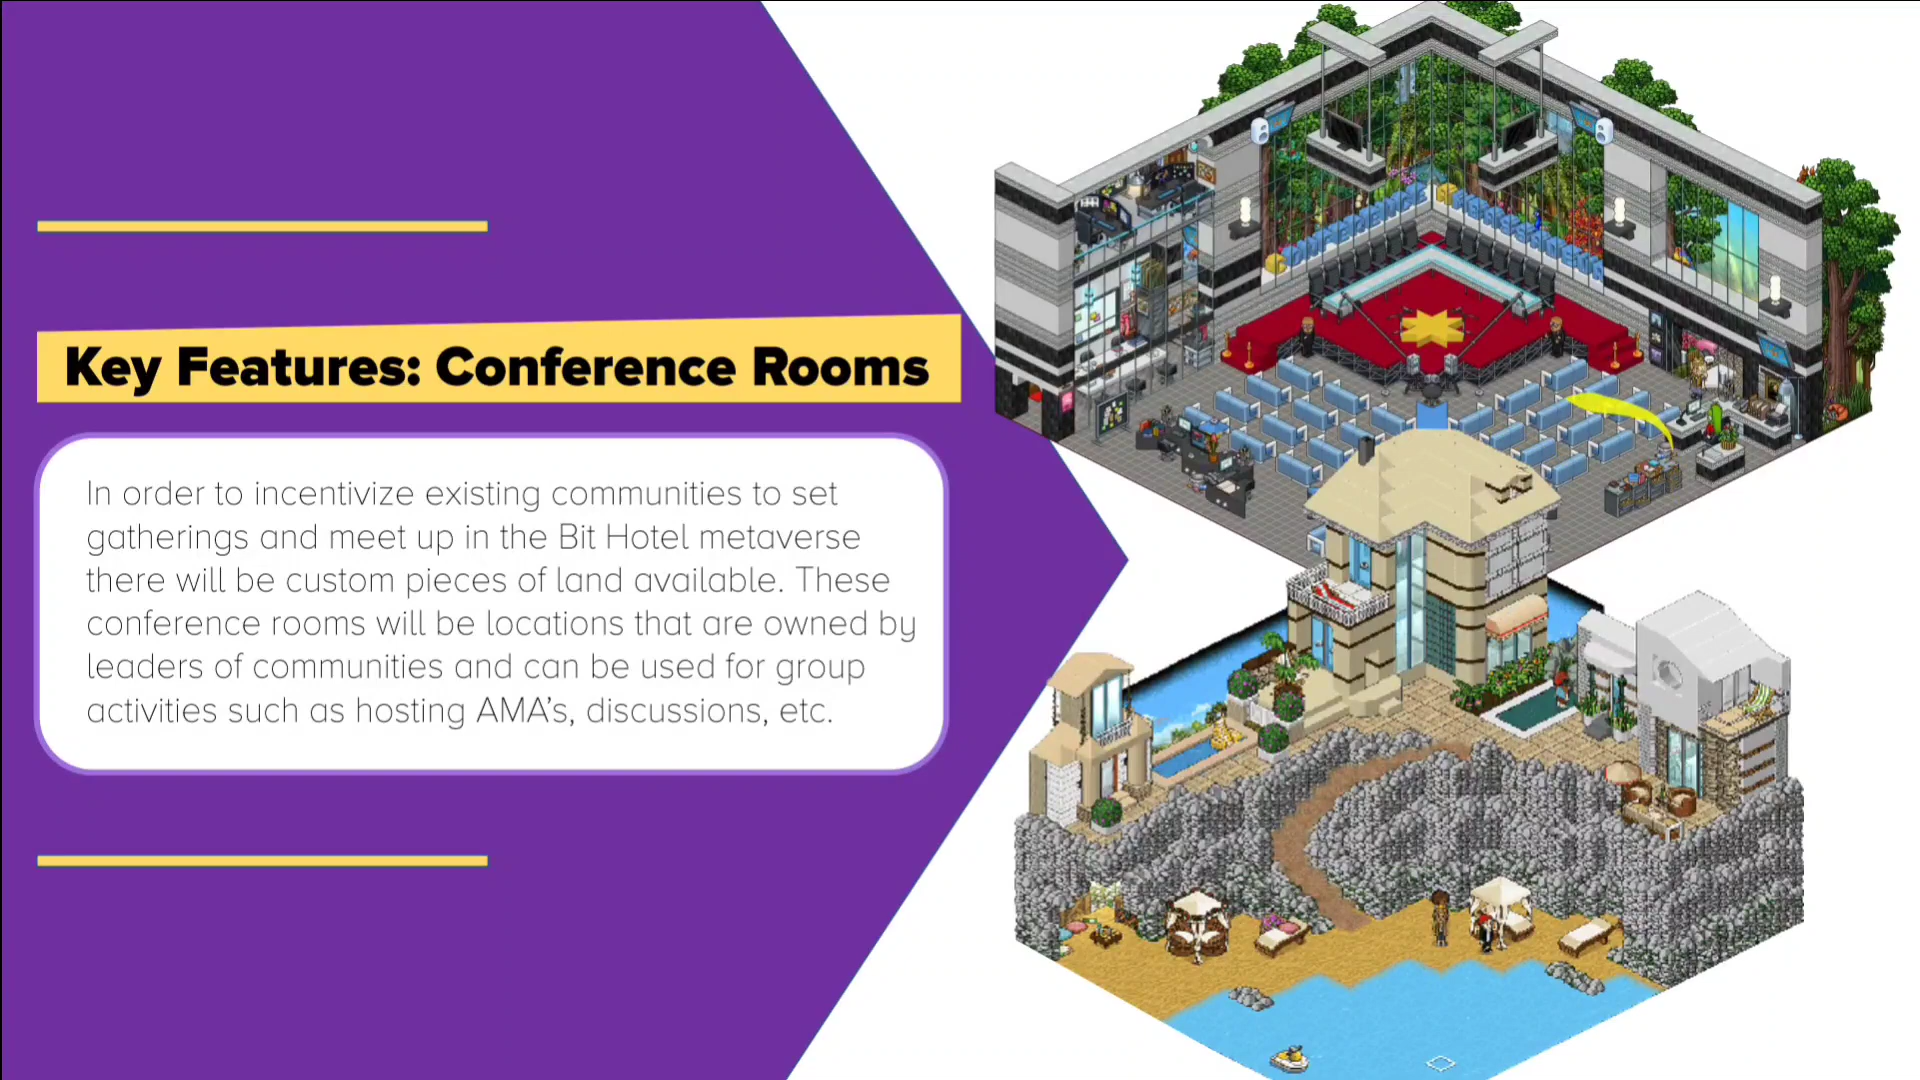 Key Features: Conference Rooms
In order to incentivize existing communities to set
gatherings and meet up in the Bit Hotel metaverse
there will be custom pieces of land available. These
conference rooms will be locations that are owned by
leaders of communities and can be used for group
activities such as hosting AMA's, discussions, etc.